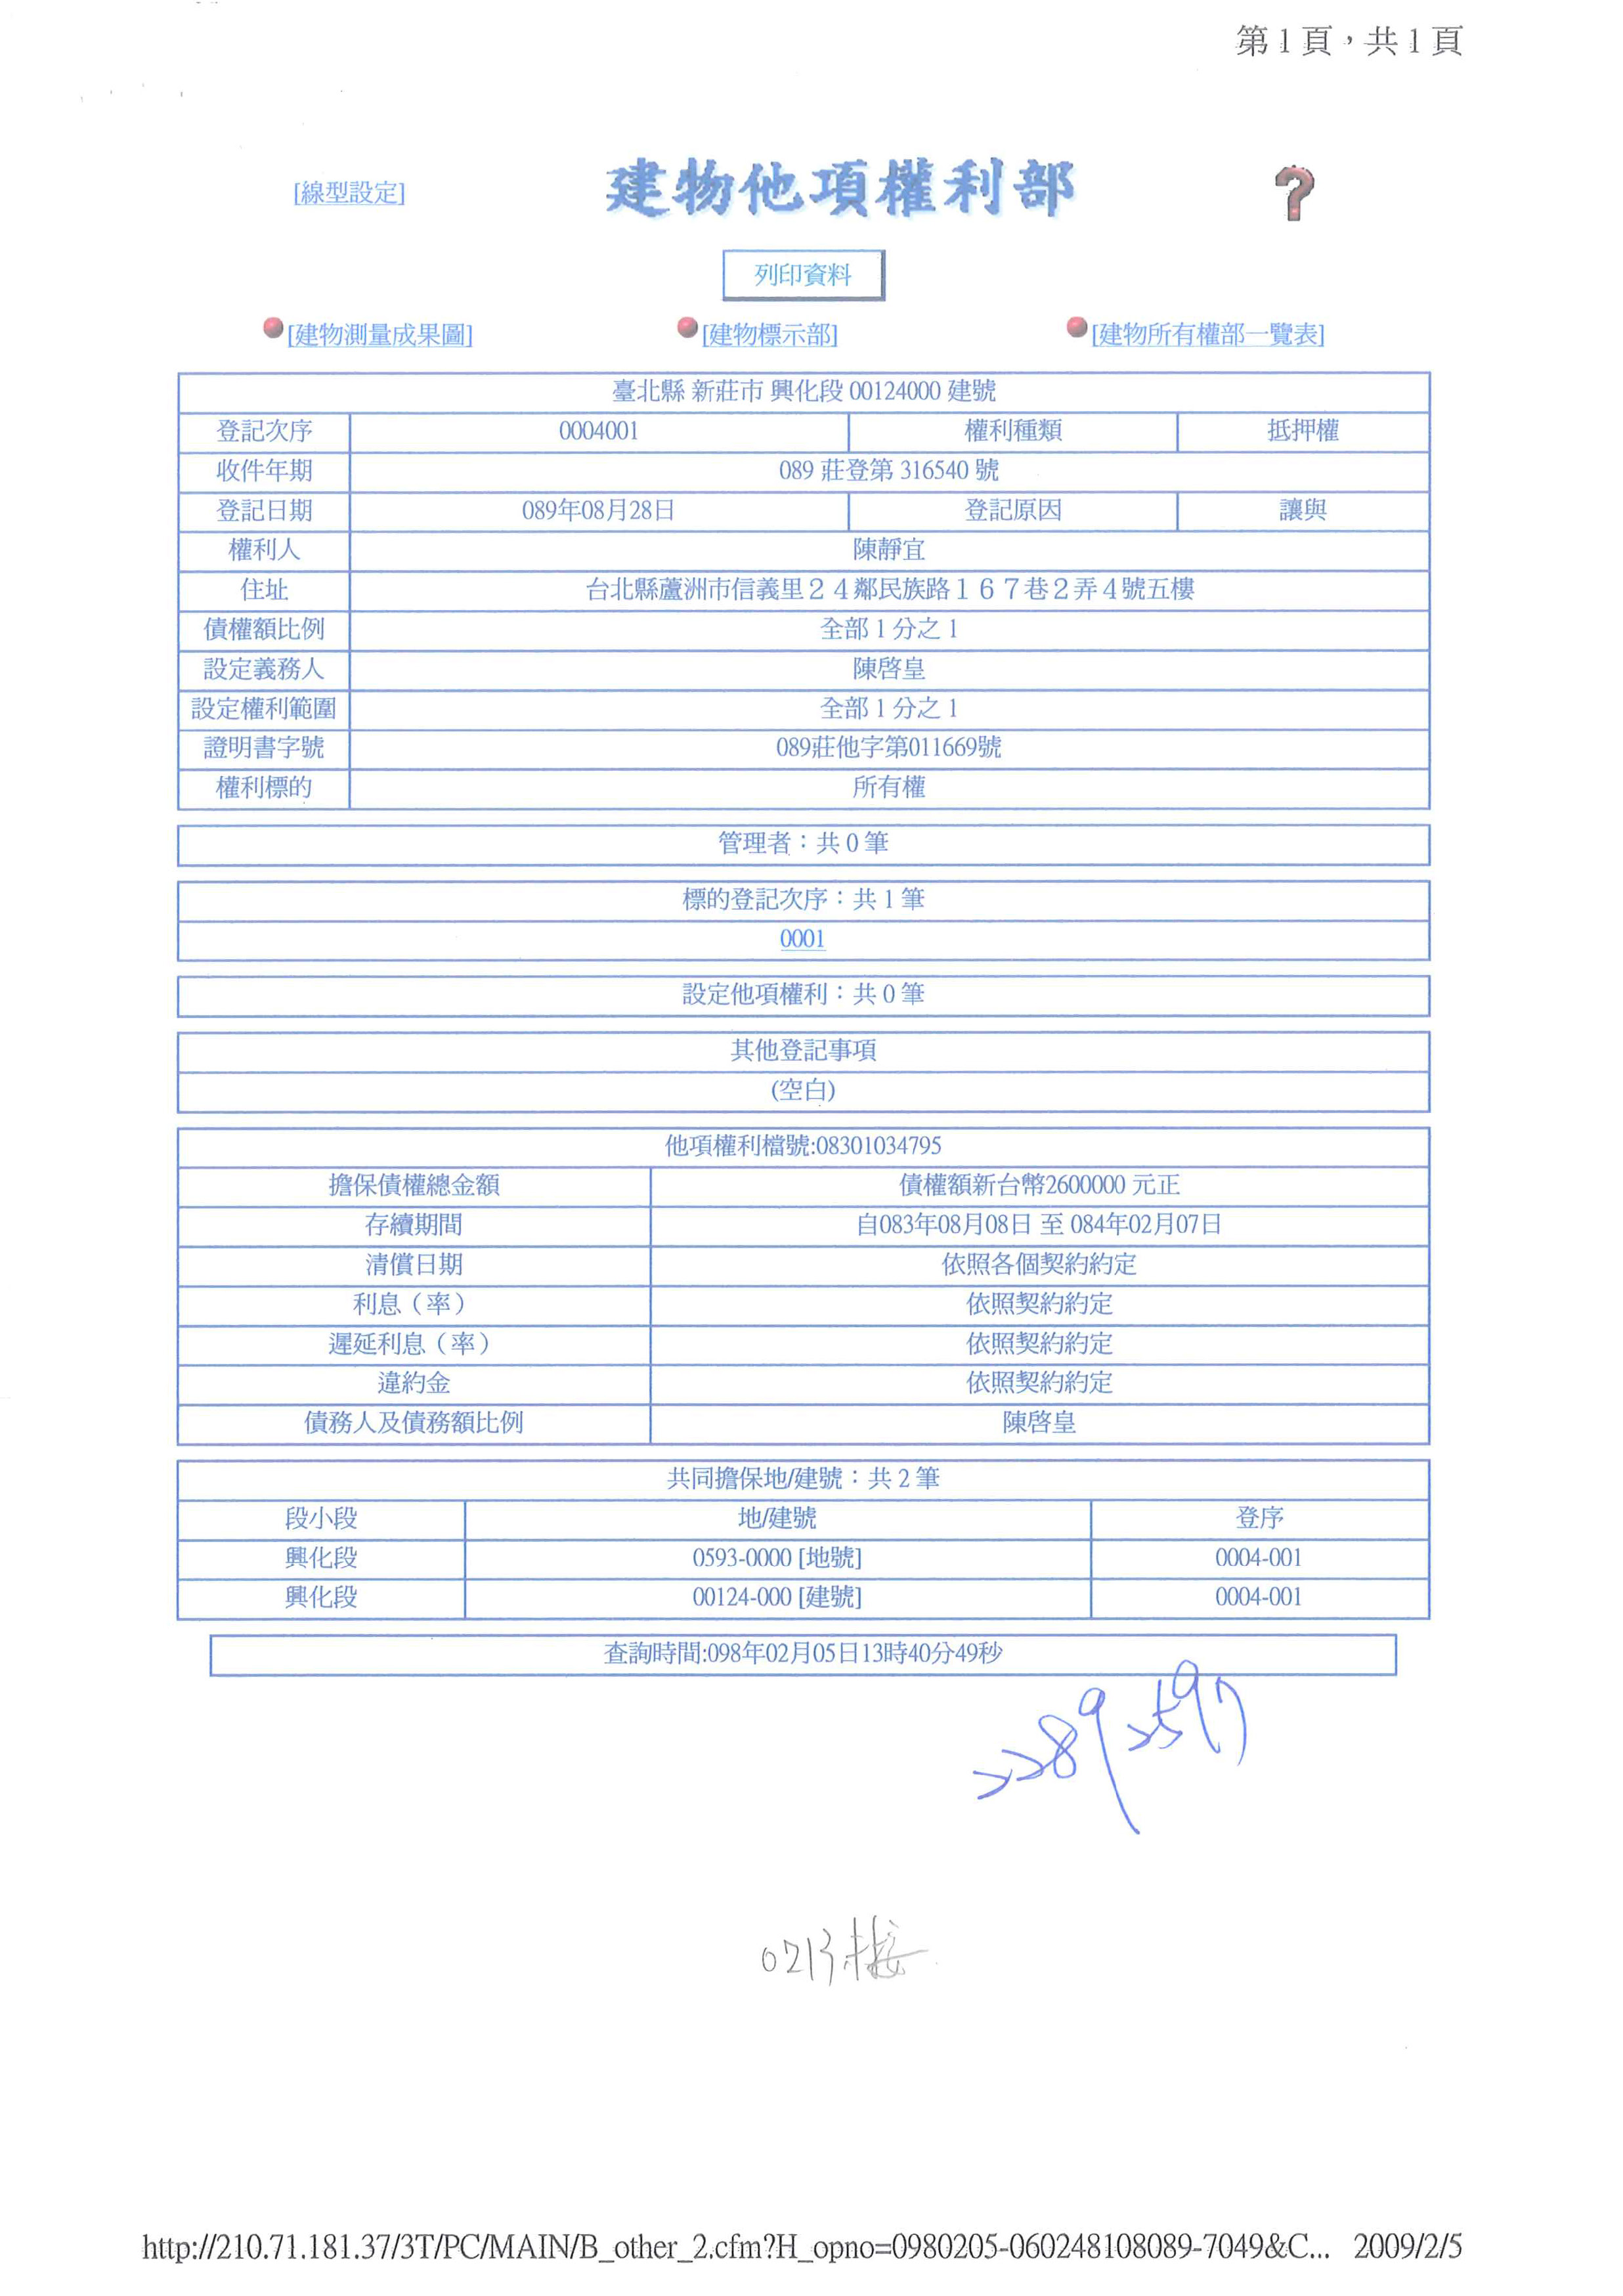 第1頁，共1頁
[線型設定]
建物他項權利部
?
列印資料
[建物測量成果圖] [建物標示部] [建物所有權部一覽表]
臺北縣 新莊市 興化段 00124000 建號
登記次序 0004001 權利種類 抵押權
收件年期 089 莊登第 316540 號
登記日期 089年08月28日 登記原因 讓與
權利人 陳靜宜
住址 台北縣蘆洲市信義里２４鄰民族路１６７巷２弄４號五樓
債權額比例 全部 1 分之 1
設定義務人 陳啓皇
設定權利範圍 全部 1 分之 1
證明書字號 089莊他字第011669號
權利標的 所有權
管理者：共 0 筆
標的登記次序：共 1 筆
0001
設定他項權利：共 0 筆
其他登記事項
(空白)
他項權利檔號:08301034795
擔保債權總金額 債權額新台幣2600000 元正
存續期間 自083年08月08日 至 084年02月07日
清償日期 依照各個契約約定
利息（率） 依照契約約定
遲延利息（率） 依照契約約定
違約金 依照契約約定
債務人及債務額比例 陳啓皇
共同擔保地/建號：共 2 筆
段小段 地/建號 登序
興化段 0593-0000 [地號] 0004-001
興化段 00124-000 [建號] 0004-001
查詢時間:098年02月05日13時40分49秒
http://210.71.181.37/3T/PC/MAIN/B_other_2.cfm?H_opno=0980205-060248108089-7049&C... 2009/2/5